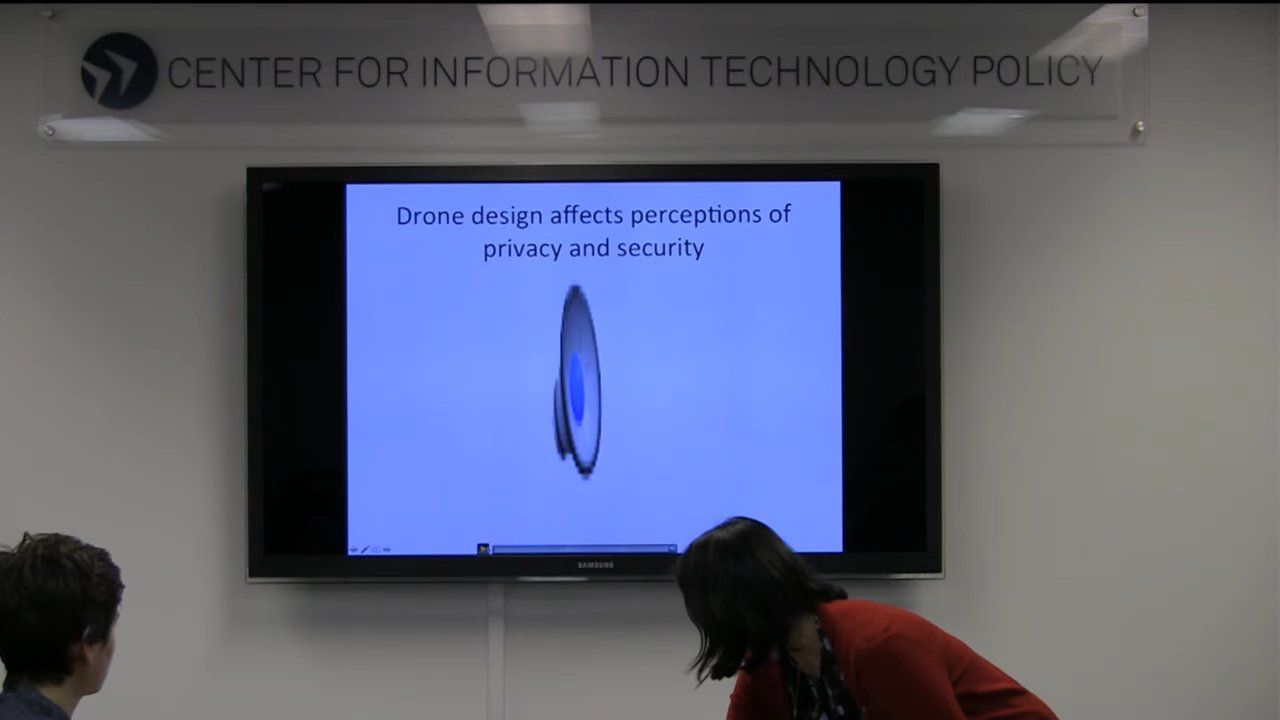 CENTER FOR INFORMATION TECHNOLOGY POLICY
Drone design affects perceptions of
privacy and security
SAMSUNG